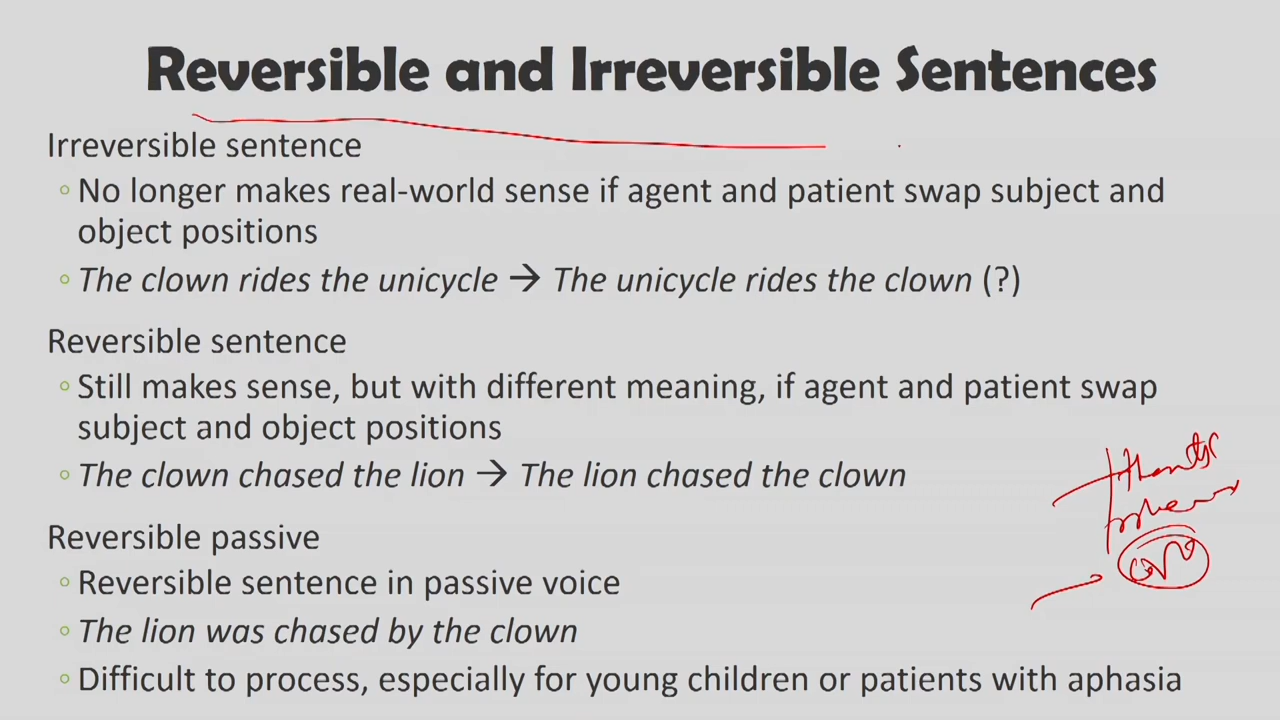 Reversible and Irreversible Sentences
Irreversible sentence
◦ No longer makes real-world sense if agent and patient swap subject and
object positions
◦ The clown rides the unicycle → The unicycle rides the clown (?)
Reversible sentence
◦ Still makes sense, but with different meaning, if agent and patient swap
subject and object positions
◦ The clown chased the lion → The lion chased the clown
Reversible passive
◦ Reversible sentence in passive voice
◦ The lion was chased by the clown
◦ Difficult to process, especially for young children or patients with aphasia